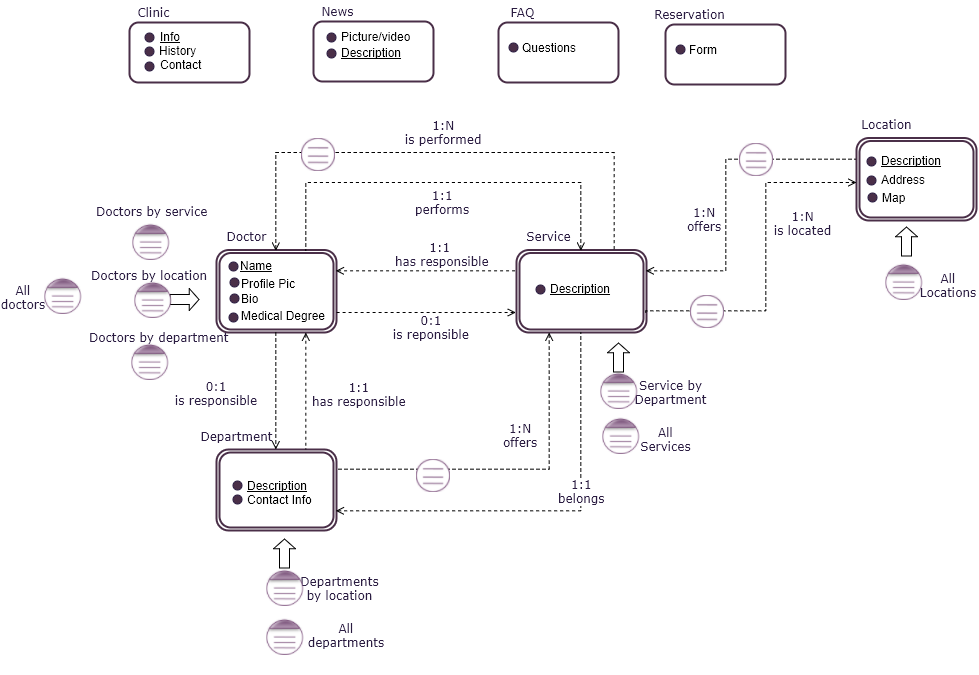 Clinic
Info
History
Contact
News
Picture/video
Description
FAQ
Questions
Reservation
Form
1:N
is performed
1:1
performs
Location
Description
Address
Map
1:N
offers
1:N
is located
All
Locations
Doctors by service
Doctors by location
All
doctors
Doctors by department
Doctor
Name
Profile Pic
Bio
Medical Degree
1:1
has responsible
0:1
is reponsible
Service
Description
Service by
Department
All
Services
0:1
is responsible
1:1
has responsible
1:N
offers
1:1
belongs
Department
Description
Contact Info
Departments
by location
All
departments